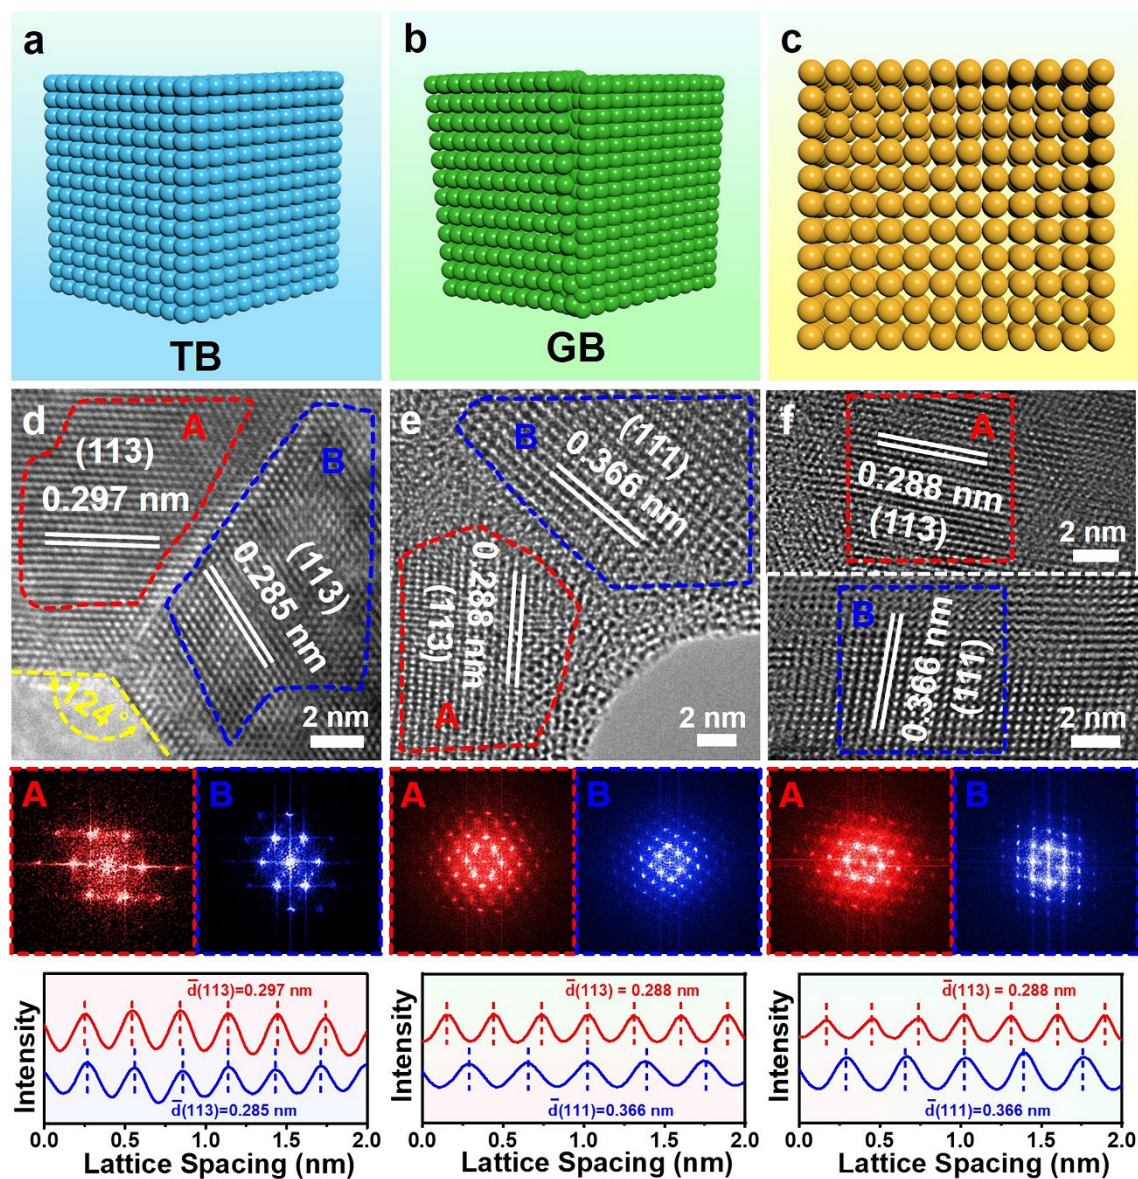 a
b
c
TB
GB
d
A
(113)
0.297 nm
B
(113)
0.285 nm
124°
2 nm
e
B
(111)
0.366 nm
0.288 nm
(113)
A
2 nm
f
A
0.288 nm
(113)
2 nm
B
0.366 nm
(111)
2 nm
A
B
A
B
A
B
Intensity
d̄(113)=0.297 nm
d̄(113)=0.285 nm
0.0 0.5 1.0 1.5 2.0
Lattice Spacing (nm)
Intensity
d̄(113) = 0.288 nm
d̄(111)=0.366 nm
0.0 0.5 1.0 1.5 2.0
Lattice Spacing (nm)
Intensity
d̄(113) = 0.288 nm
d̄(111)=0.366 nm
0.0 0.5 1.0 1.5 2.0
Lattice Spacing (nm)